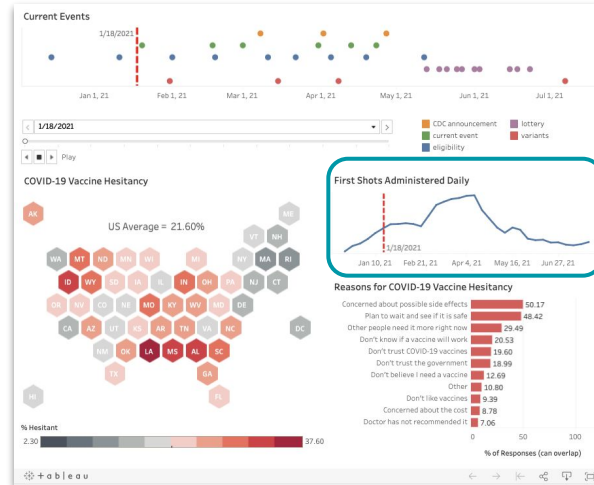 Current Events
1/18/2021
Jan 1, 21 Feb 1, 21 Mar 1, 21 Apr 1, 21 May 1, 21 Jun 1, 21 Jul 1, 21
1/18/2021
Play
CDC announcement
current event
eligibility
lottery
variants
COVID-19 Vaccine Hesitancy
US Average = 21.60%
AK ME
VT NH
WA MT ND MN WI MI NY MA RI
ID WY SD IA IL IN OH PA NJ CT
OR NV CO NE MO KY WV MD DE
CA AZ UT KS AR TN VA NC DC
NM OK LA MS AL SC
TX GA
HI FL
% Hesitant
2.30 37.60
First Shots Administered Daily
1/18/2021
Jan 10, 21 Feb 21, 21 Apr 4, 21 May 16, 21 Jun 27, 21
Reasons for COVID-19 Vaccine Hesitancy
Concerned about possible side effects 50.17
Plan to wait and see if it is safe 48.42
Other people need it more right now 29.49
Don't know if a vaccine will work 20.53
Don't trust COVID-19 vaccines 19.60
Don't trust the government 18.99
Don't believe I need a vaccine 12.69
Other 10.80
Don't like vaccines 9.39
Concerned about the cost 8.78
Doctor has not recommended it 7.06
0 50 100
% of Responses (can overlap)
+ a b l e a u